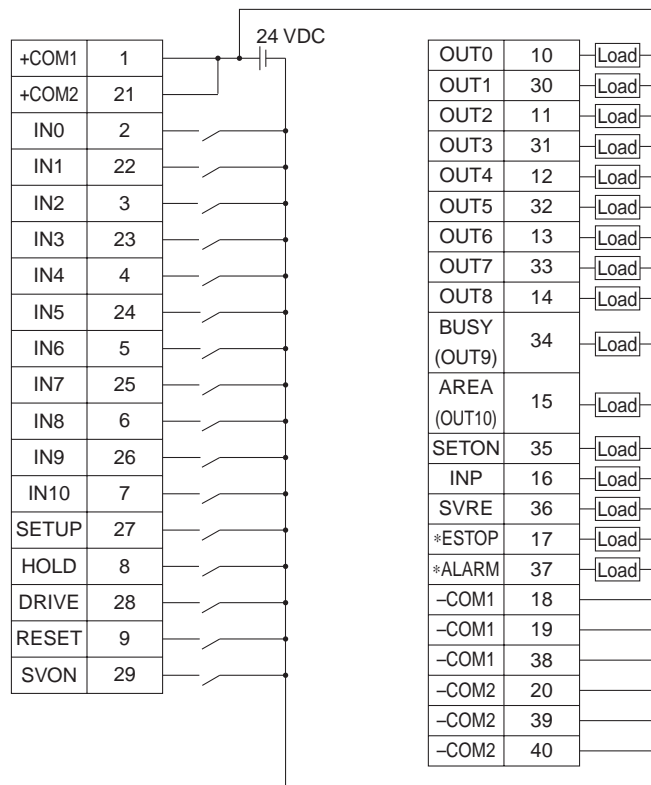 24 VDC
+COM1 1
+COM2 21
IN0 2
IN1 22
IN2 3
IN3 23
IN4 4
IN5 24
IN6 5
IN7 25
IN8 6
IN9 26
IN10 7
SETUP 27
HOLD 8
DRIVE 28
RESET 9
SVON 29
OUT0 10 Load
OUT1 30 Load
OUT2 11 Load
OUT3 31 Load
OUT4 12 Load
OUT5 32 Load
OUT6 13 Load
OUT7 33 Load
OUT8 14 Load
BUSY
(OUT9) 34 Load
AREA
(OUT10) 15 Load
SETON 35 Load
INP 16 Load
SVRE 36 Load
*ESTOP 17 Load
*ALARM 37 Load
–COM1 18
–COM1 19
–COM1 38
–COM2 20
–COM2 39
–COM2 40